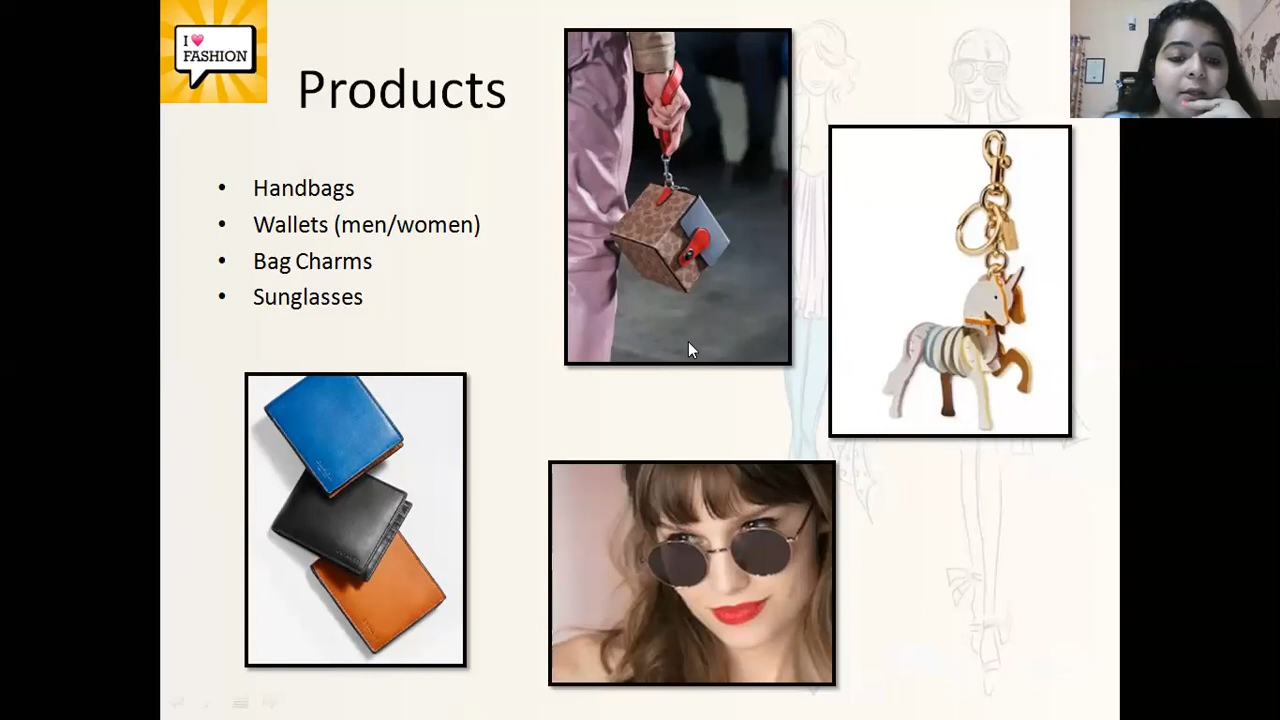 I
FASHION
Products
• Handbags
• Wallets (men/women)
• Bag Charms
• Sunglasses